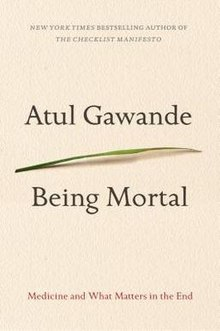 NEW YORK TIMES BESTSELLING AUTHOR OF
THE CHECKLIST MANIFESTO
Atul Gawande
Being Mortal
Medicine and What Matters in the End